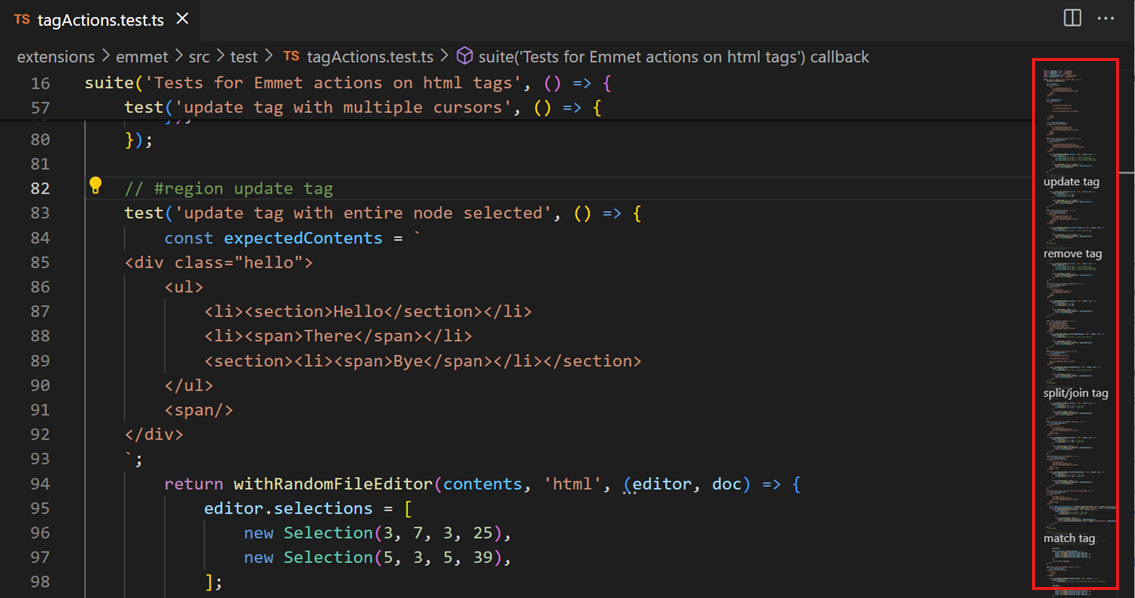 TS tagActions.test.ts
extensions > emmet > src > test > TS tagActions.test.ts > suite('Tests for Emmet actions on html tags') callback
16 suite('Tests for Emmet actions on html tags', () => {
57 test('update tag with multiple cursors', () => {
80 });
81
82 // #region update tag
83 test('update tag with entire node selected', () => {
84 const expectedContents = `
85 <div class="hello">
86 <ul>
87 <li><section>Hello</section></li>
88 <li><span>There</span></li>
89 <section><li><span>Bye</span></li></section>
90 </ul>
91 <span/>
92 </div>
93 `;
94 return withRandomFileEditor(contents, 'html', (editor, doc) => {
95 editor.selections = [
96 new Selection(3, 7, 3, 25),
97 new Selection(5, 3, 5, 39),
98 ];
update tag
remove tag
split/join tag
match tag